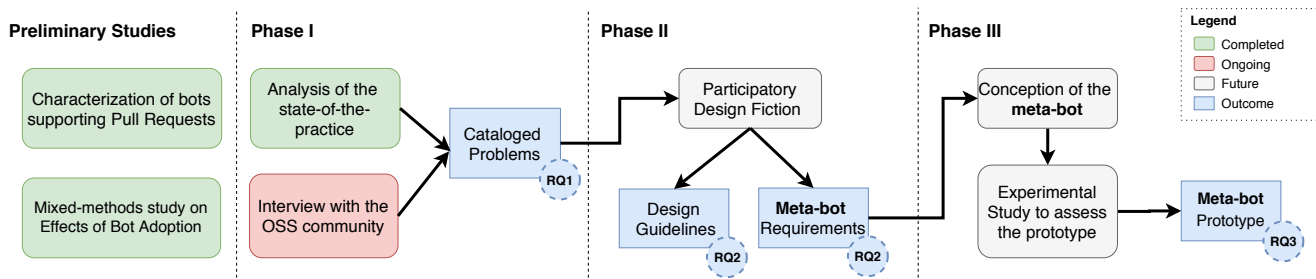 Preliminary Studies
Characterization of bots
supporting Pull Requests
Mixed-methods study on
Effects of Bot Adoption
Phase I
Analysis of the
state-of-the-
practice
Interview with the
OSS community
Cataloged
Problems
RQ1
Phase II
Participatory
Design Fiction
Design
Guidelines
RQ2
Meta-bot
Requirements
RQ2
Phase III
Conception of the
meta-bot
Experimental
Study to assess
the prototype
Meta-bot
Prototype
RQ3
Legend
Completed
Ongoing
Future
Outcome